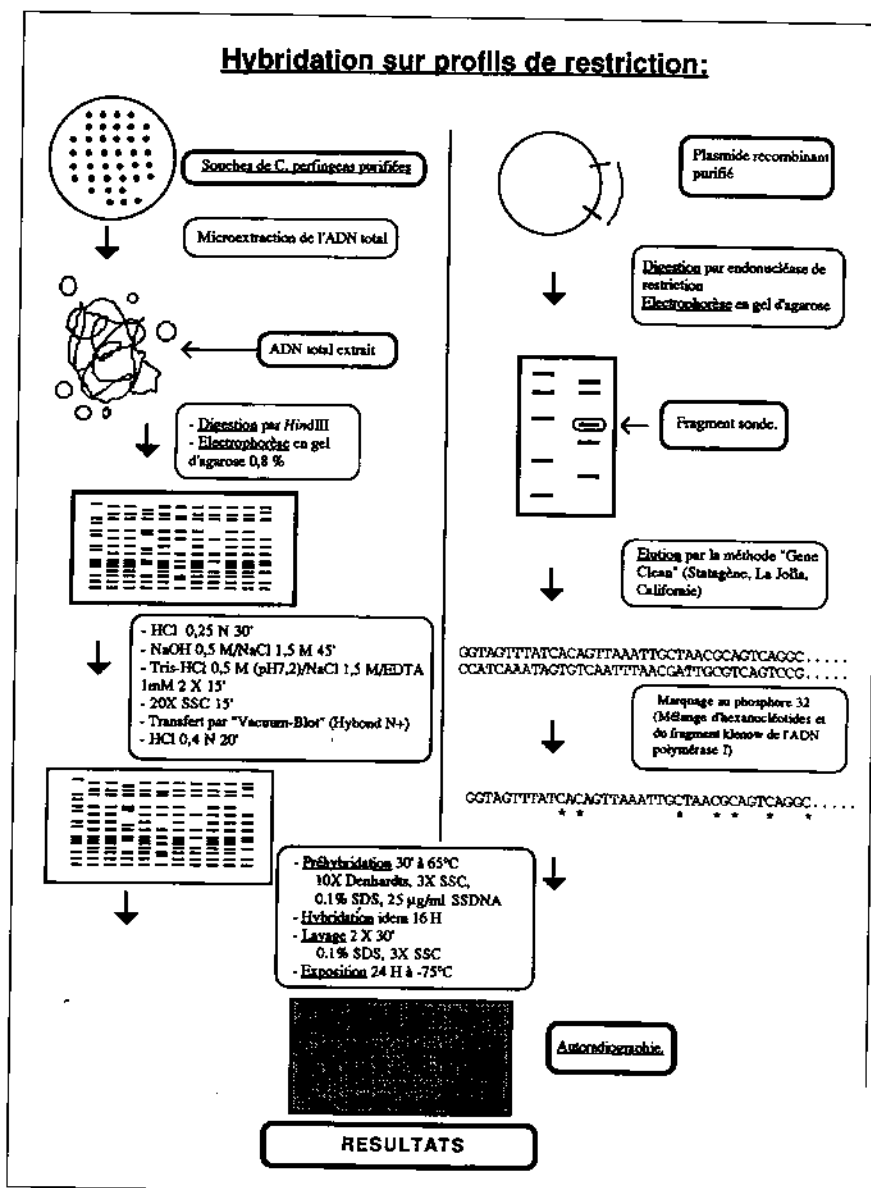 Hybridation sur profils de restriction:
Souches de C. perfingens purifiées
Microextraction de l'ADN total
ADN total extrait
- Digestion par HindIII
- Electrophorèse en gel
d'agarose 0,8 %
- HCl 0,25 N 30'
- NaOH 0,5 M/NaCl 1,5 M 45'
- Tris-HCl 0,5 M (pH7,2)/NaCl 1,5 M/EDTA
1mM 2 X 15'
- 20X SSC 15'
- Transfert par "Vacuum-Blot" (Hybond N+)
- HCl 0,4 N 20'
Plasmide recombinant
purifié
Digestion par endonucléase de
restriction
Electrophorèse en gel d'agarose
Fragment sonde.
Elution par la méthode "Gene
Clean" (Statagène, La Jolla,
Californie)
GGTAGTTTATCACAGTTAAATTGCTAACGCAGTCAGGC.....
CCATCAAATAGTGTCAATTTAACGATTGCGTCAGTCCG.....
Marquage au phosphore 32
(Mélange d'hexanocléotides et
du fragment klenow de l'ADN
polymérase I)
GGTAGTTTATCACAGTTAAATTGCTAACGCAGTCAGGC.....
* * * * * * *
- Préhybridation 30' à 65°C
10X Denhardts, 3X SSC,
0.1% SDS, 25 µg/ml SSDNA
- Hybridation idem 16 H
- Lavage 2 X 30'
0.1% SDS, 3X SSC
- Exposition 24 H à -75°C
Autoradiographie.
RESULTATS